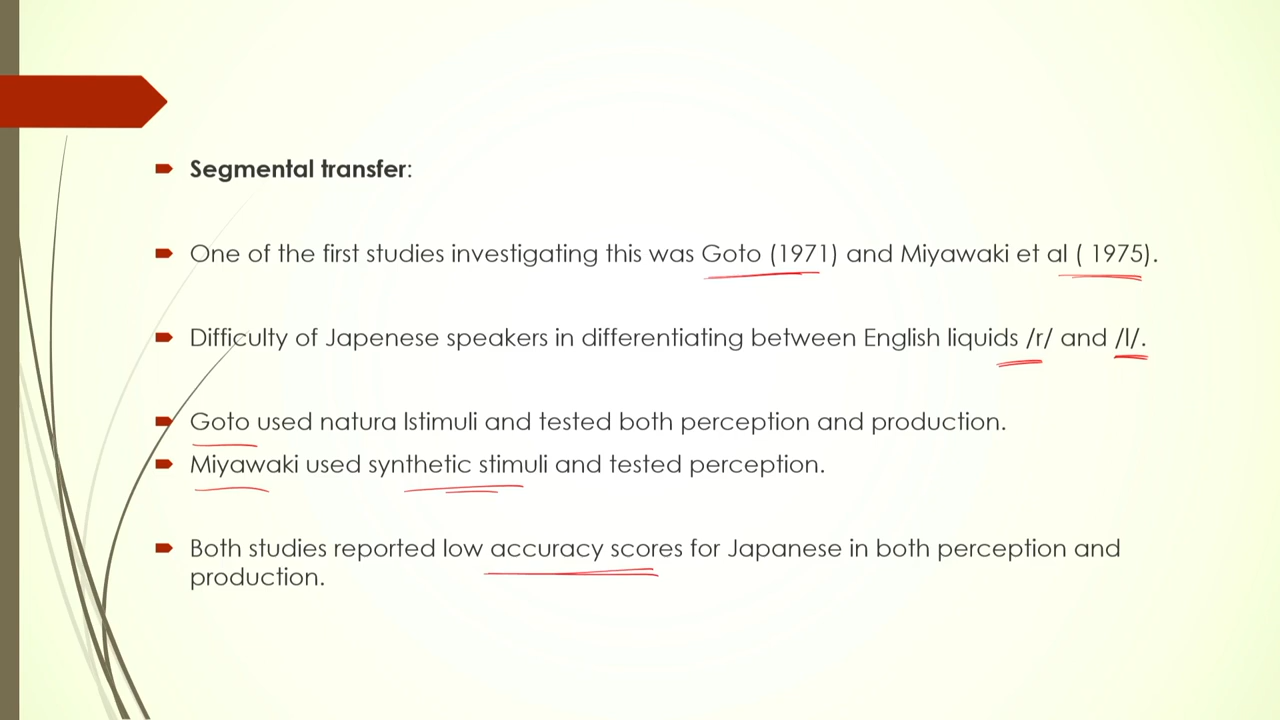 Segmental transfer:
One of the first studies investigating this was Goto (1971) and Miyawaki et al ( 1975).
Difficulty of Japenese speakers in differentiating between English liquids /r/ and /l/.
Goto used natura lstimuli and tested both perception and production.
Miyawaki used synthetic stimuli and tested perception.
Both studies reported low accuracy scores for Japanese in both perception and
production.